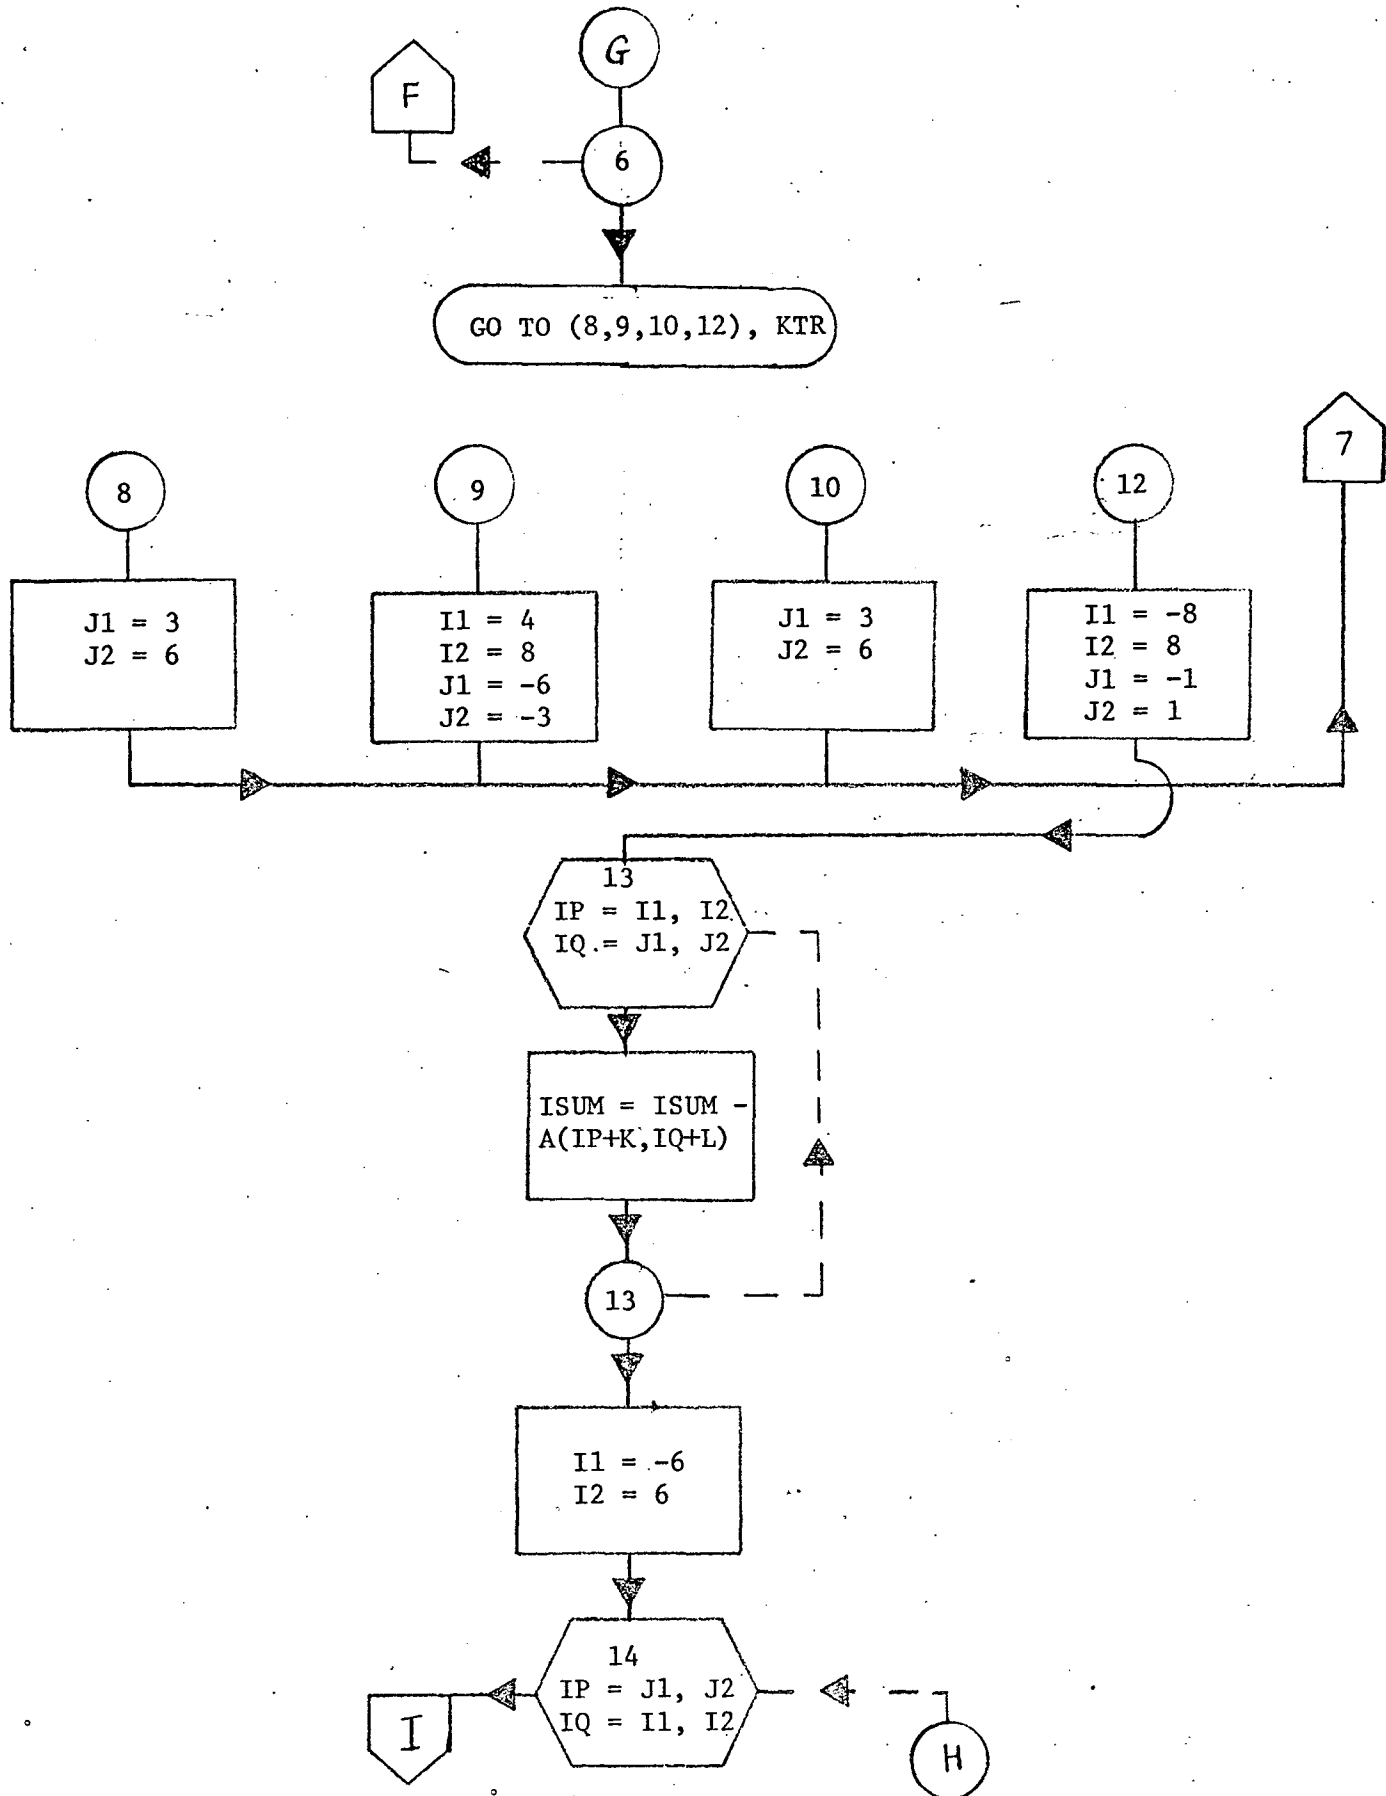 G
F
6
GO TO (8,9,10,12), KTR
7
8
9
10
12
J1 = 3
J2 = 6
I1 = 4
I2 = 8
J1 = -6
J2 = -3
J1 = 3
J2 = 6
I1 = -8
I2 = 8
J1 = -1
J2 = 1
13
IP = I1, I2
IQ = J1, J2
ISUM = ISUM -
A(IP+K,IQ+L)
13
I1 = -6
I2 = 6
14
IP = J1, J2
IQ = I1, I2
I
H